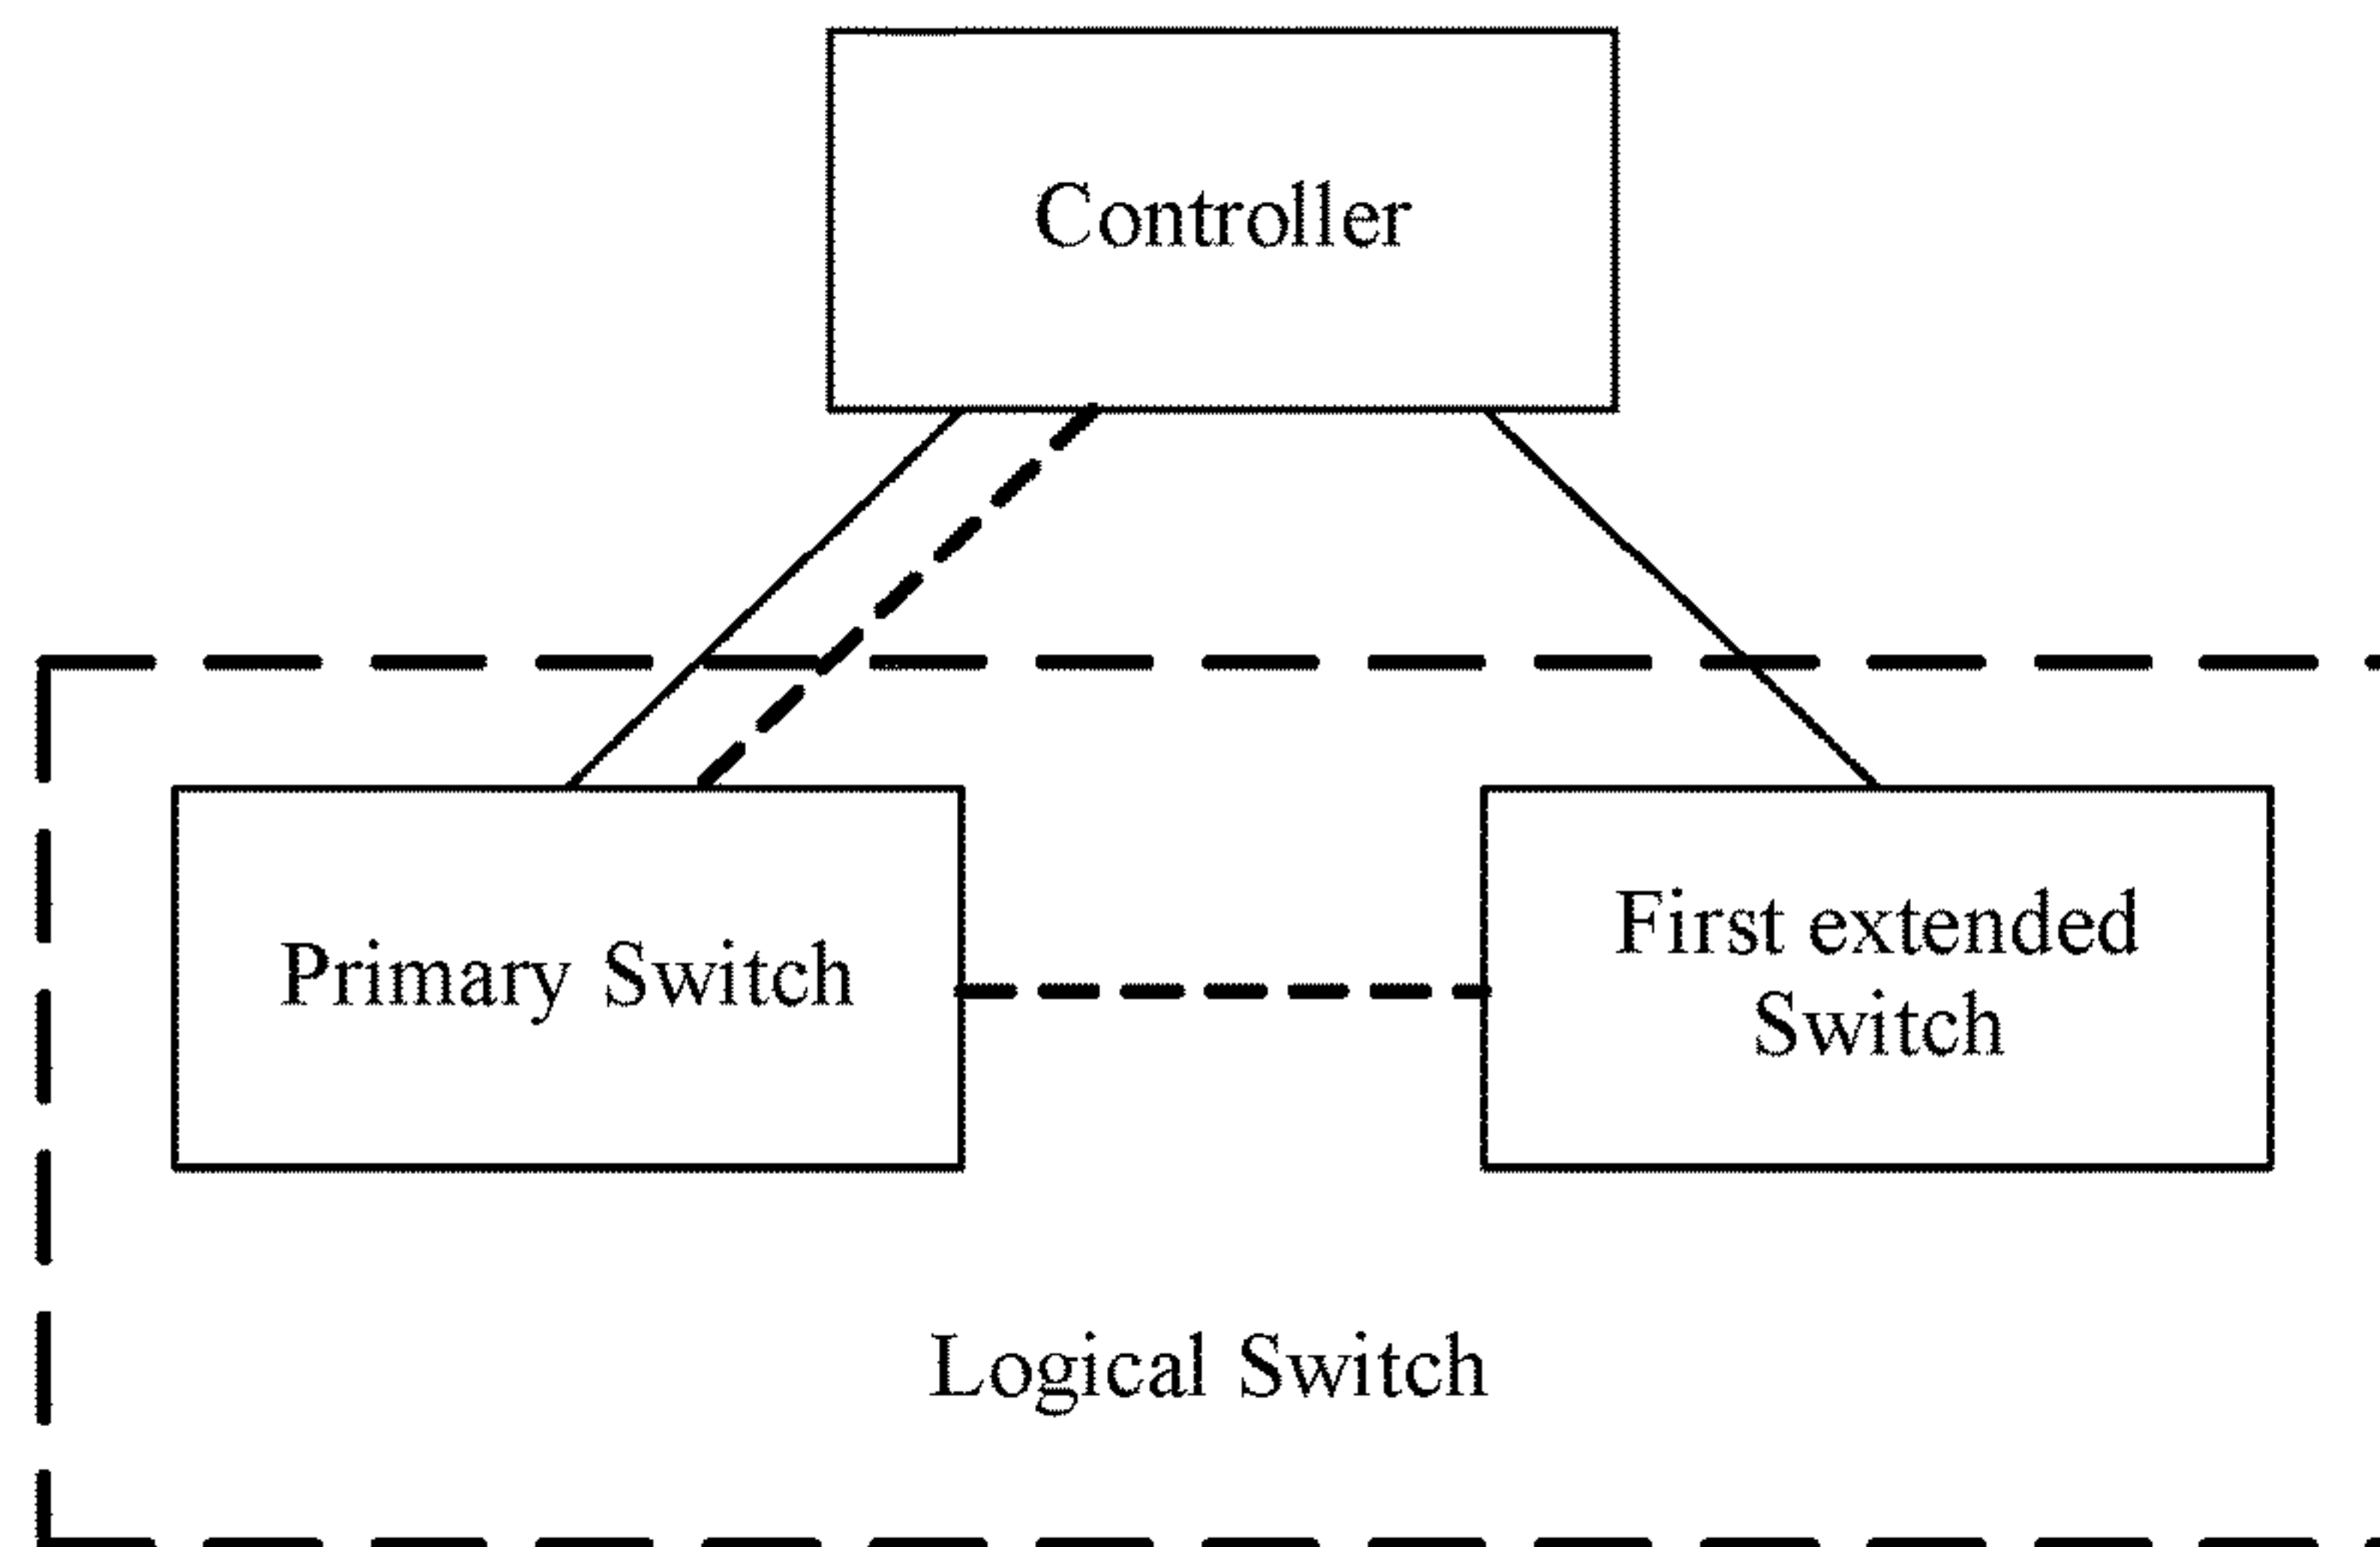 Controller
Primary Switch
First extended
Switch
Logical Switch